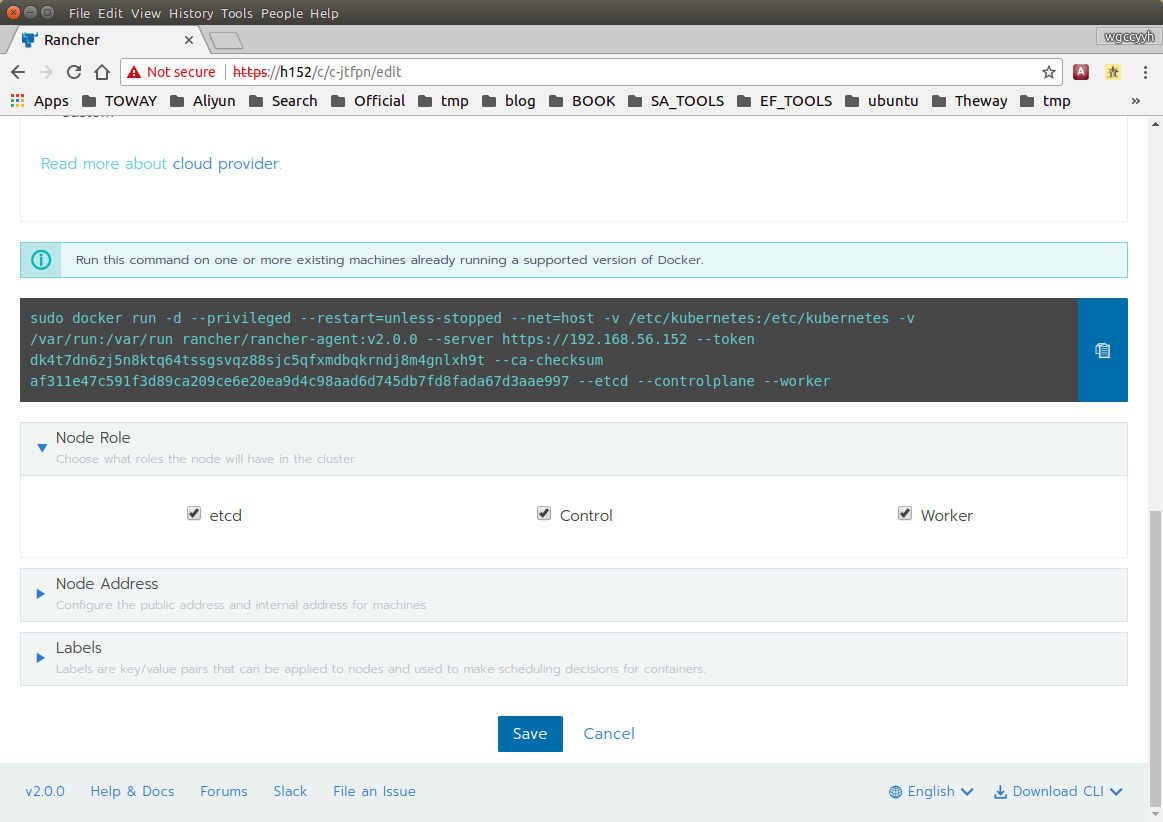 File Edit View History Tools People Help
Rancher
wgccyyh
Not secure https://h152/c/c-jtfpn/edit
Apps TOWAY Aliyun Search Official tmp blog BOOK SA_TOOLS EF_TOOLS ubuntu Theway tmp »
Read more about cloud provider.
Run this command on one or more existing machines already running a supported version of Docker.
sudo docker run -d --privileged --restart=unless-stopped --net=host -v /etc/kubernetes:/etc/kubernetes -v
/var/run:/var/run rancher/rancher-agent:v2.0.0 --server https://192.168.56.152 --token
dk4t7dn6zj5n8ktq64tssgsvqz88sjc5qfxmdbqkrndj8m4gnlxh9t --ca-checksum
af311e47c591f3d89ca209ce6e20ea9d4c98aad6d745db7fd8fada67d3aae997 --etcd --controlplane --worker
Node Role
Choose what roles the node will have in the cluster
etcd Control Worker
Node Address
Configure the public address and internal address for machines
Labels
Labels are key/value pairs that can be applied to nodes and used to make scheduling decisions for containers.
Save Cancel
v2.0.0 Help & Docs Forums Slack File an Issue English Download CLI